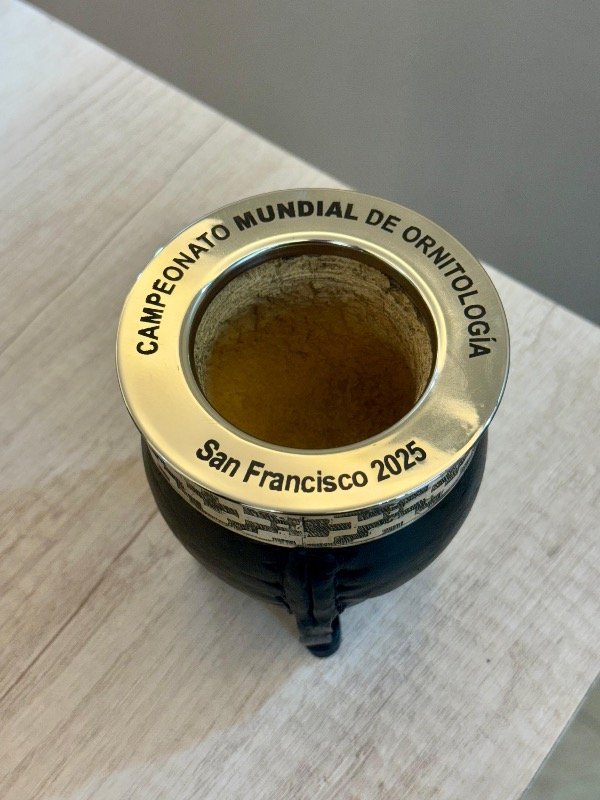 CAMPEONATO MUNDIAL DE ORNITOLOGÍA
San Francisco 2025